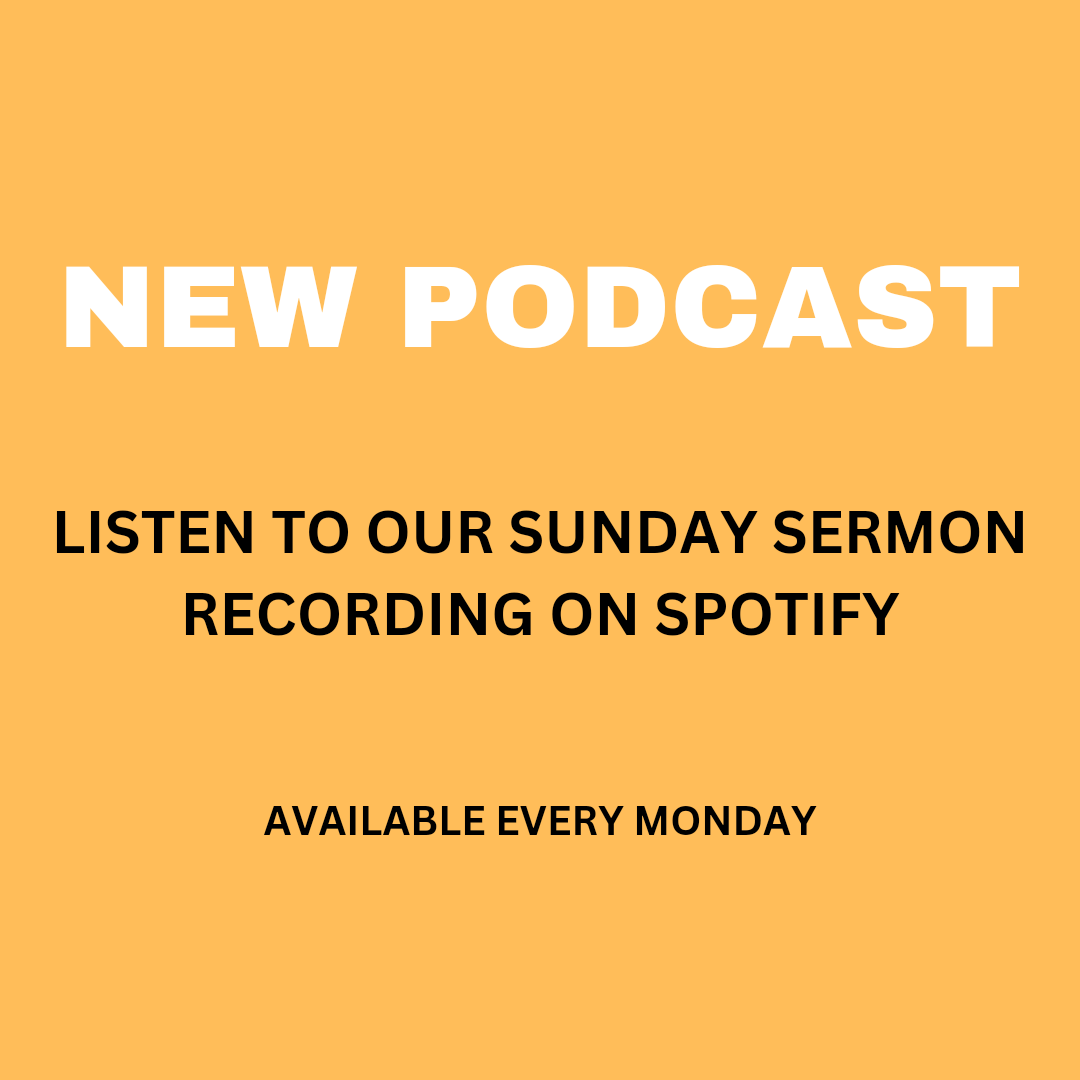 NEW PODCAST
LISTEN TO OUR SUNDAY SERMON
RECORDING ON SPOTIFY
AVAILABLE EVERY MONDAY